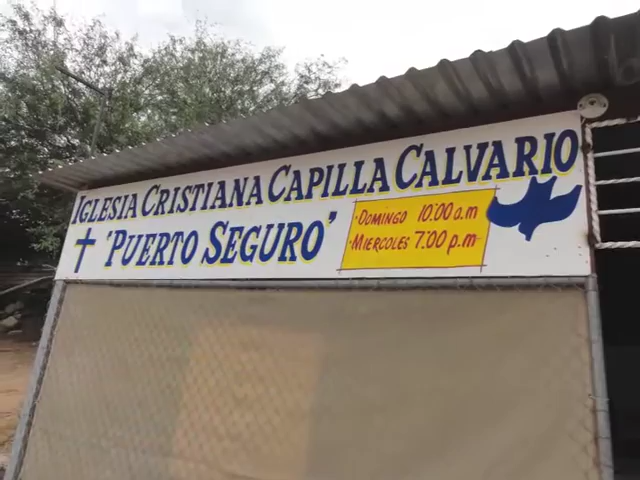 IGLESIA CRISTIANA CAPILLA CALVARIO
"PUERTO SEGURO"
·DOMINGO 10:00 a.m
·MIERCOLES 7:00 p.m